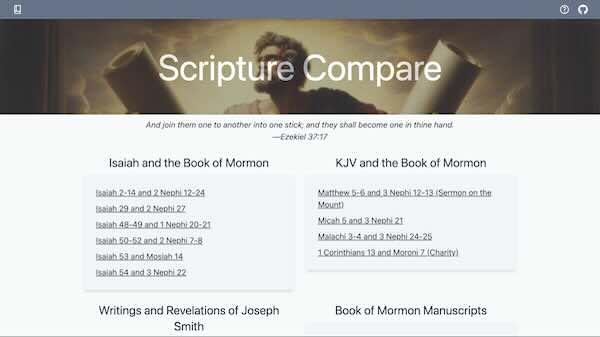 Scripture Compare
And join them one to another into one stick; and they shall become one in thine hand.
—Ezekiel 37:17
Isaiah and the Book of Mormon
Isaiah 2-14 and 2 Nephi 12-24
Isaiah 29 and 2 Nephi 27
Isaiah 48-49 and 1 Nephi 20-21
Isaiah 50-52 and 2 Nephi 7-8
Isaiah 53 and Mosiah 14
Isaiah 54 and 3 Nephi 22
KJV and the Book of Mormon
Matthew 5-6 and 3 Nephi 12-13 (Sermon on the
Mount)
Micah 5 and 3 Nephi 21
Malachi 3-4 and 3 Nephi 24-25
1 Corinthians 13 and Moroni 7 (Charity)
Writings and Revelations of Joseph
Smith
Book of Mormon Manuscripts